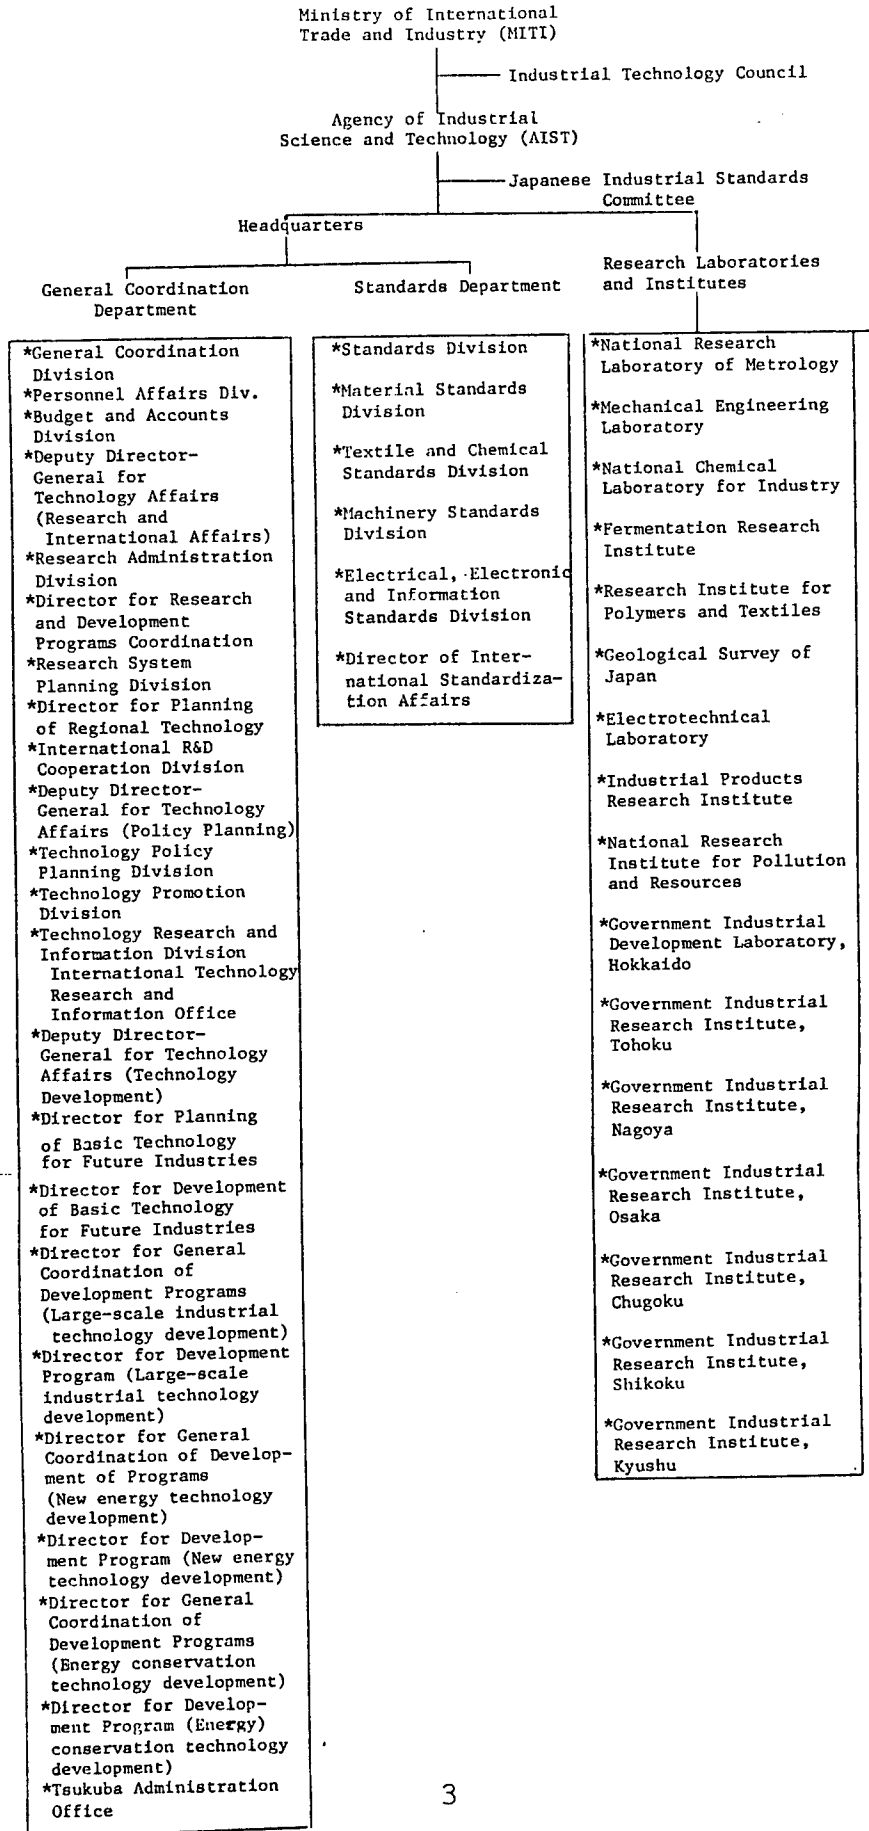 Ministry of International
Trade and Industry (MITI)
Industrial Technology Council
Agency of Industrial
Science and Technology (AIST)
Japanese Industrial Standards
Committee
Headquarters
Research Laboratories
and Institutes
General Coordination
Department
Standards Department
*General Coordination
Division
*Personnel Affairs Div.
*Budget and Accounts
Division
*Deputy Director-
General for
Technology Affairs
(Research and
International Affairs)
*Research Administration
Division
*Director for Research
and Development
Programs Coordination
*Research System
Planning Division
*Director for Planning
of Regional Technology
*International R&D
Cooperation Division
*Deputy Director-
General for Technology
Affairs (Policy Planning)
*Technology Policy
Planning Division
*Technology Promotion
Division
*Technology Research and
Information Division
International Technology
Research and
Information Office
*Deputy Director-
General for Technology
Affairs (Technology
Development)
*Director for Planning
of Basic Technology
for Future Industries
*Director for Development
of Basic Technology
for Future Industries
*Director for General
Coordination of
Development Programs
(Large-scale industrial
technology development)
*Director for Development
Program (Large-scale
industrial technology
development)
*Director for General
Coordination of Develop-
ment of Programs
(New energy technology
development)
*Director for Develop-
ment Program (New energy
technology development)
*Director for General
Coordination of
Development Programs
(Energy conservation
technology development)
*Director for Develop-
ment Program (Energy)
conservation technology
development)
*Tsukuba Administration
Office
*Standards Division
*Material Standards
Division
*Textile and Chemical
Standards Division
*Machinery Standards
Division
*Electrical, Electronic
and Information
Standards Division
*Director of Inter-
national Standardiza-
tion Affairs
*National Research
Laboratory of Metrology
*Mechanical Engineering
Laboratory
*National Chemical
Laboratory for Industry
*Fermentation Research
Institute
*Research Institute for
Polymers and Textiles
*Geological Survey of
Japan
*Electrotechnical
Laboratory
*Industrial Products
Research Institute
*National Research
Institute for Pollution
and Resources
*Government Industrial
Development Laboratory,
Hokkaido
*Government Industrial
Research Institute,
Tohoku
*Government Industrial
Research Institute,
Nagoya
*Government Industrial
Research Institute,
Osaka
*Government Industrial
Research Institute,
Chugoku
*Government Industrial
Research Institute,
Shikoku
*Government Industrial
Research Institute,
Kyushu
3